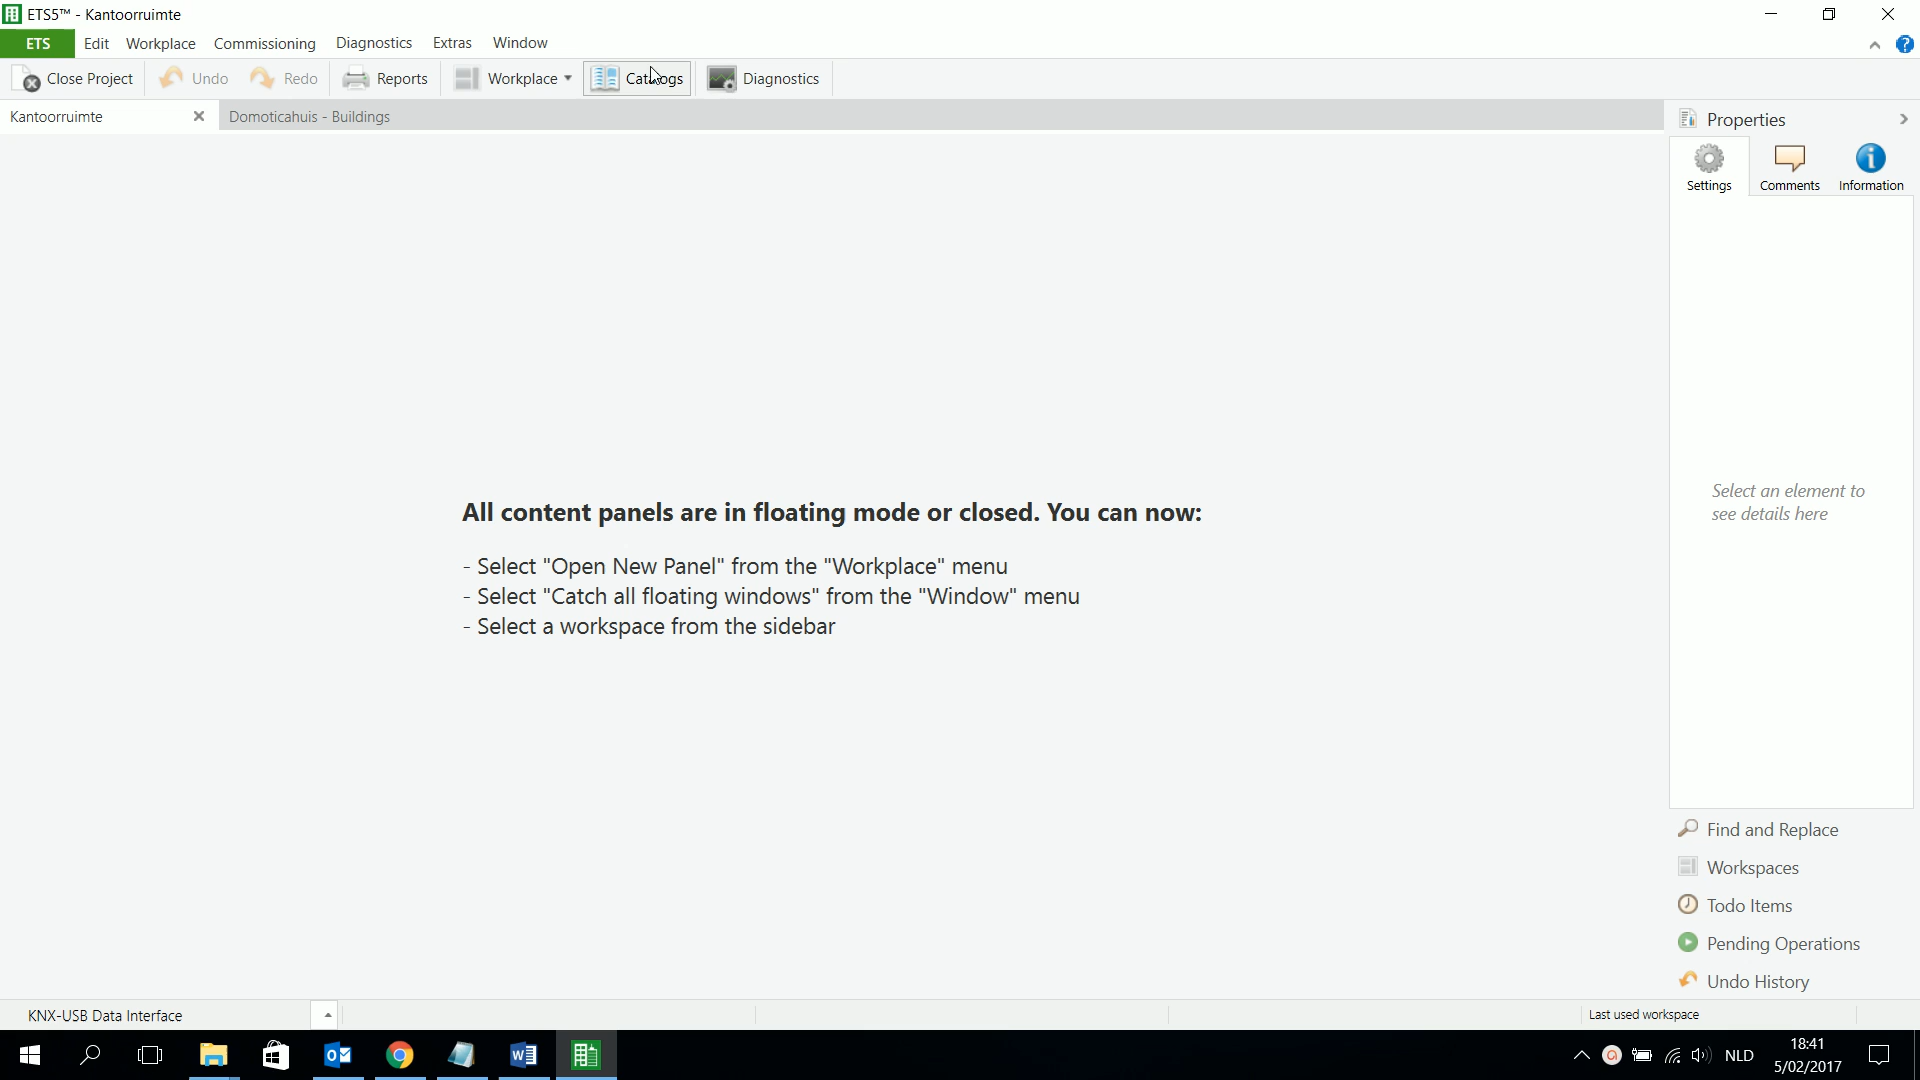 ETS5™ - Kantoorruimte
ETS Edit Workplace Commissioning Diagnostics Extras Window
Close Project Undo Redo Reports Workplace Catalogs Diagnostics
Kantoorruimte Domoticahuis - Buildings
Properties
Settings Comments Information
Select an element to
see details here
All content panels are in floating mode or closed. You can now:
- Select "Open New Panel" from the "Workplace" menu
- Select "Catch all floating windows" from the "Window" menu
- Select a workspace from the sidebar
Find and Replace
Workspaces
Todo Items
Pending Operations
Undo History
KNX-USB Data Interface Last used workspace
NLD 18:41
5/02/2017